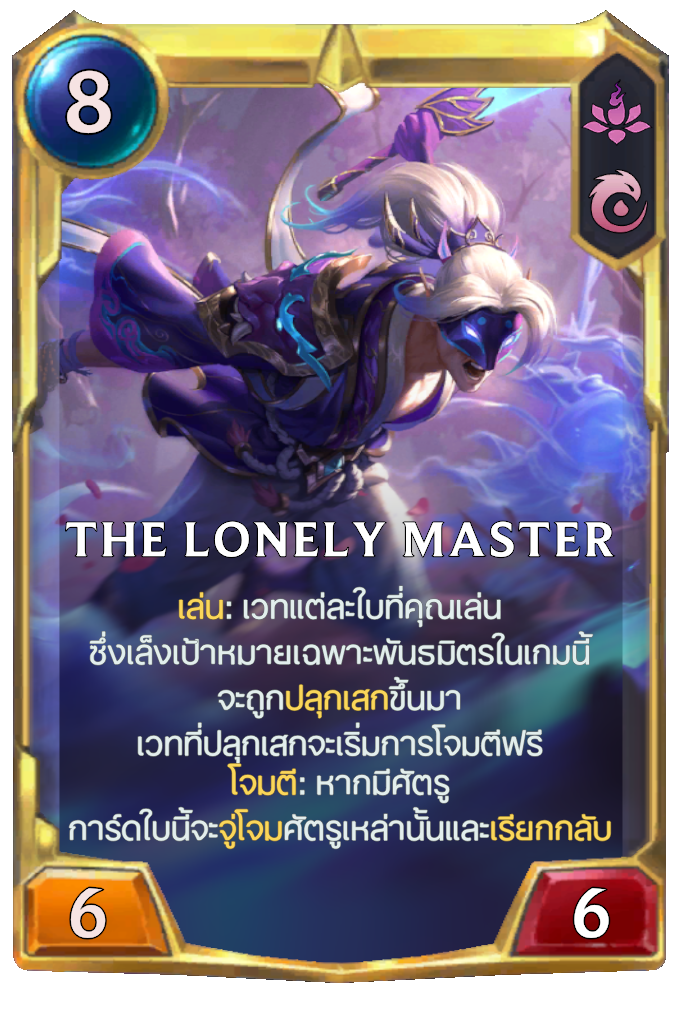 8
THE LONELY MASTER
เล่น: เวทแต่ละใบที่คุณเล่น
ซึ่งเล็งเป้าหมายเฉพาะพันธมิตรในเกมนี้
จะถูกปลุกเสกขึ้นมา
เวทที่ปลุกเสกจะเริ่มการโจมตีฟรี
โจมตี: หากมีศัตรู
การ์ดใบนี้จะจู่โจมศัตรูเหล่านั้นและเรียกกลับ
6
6